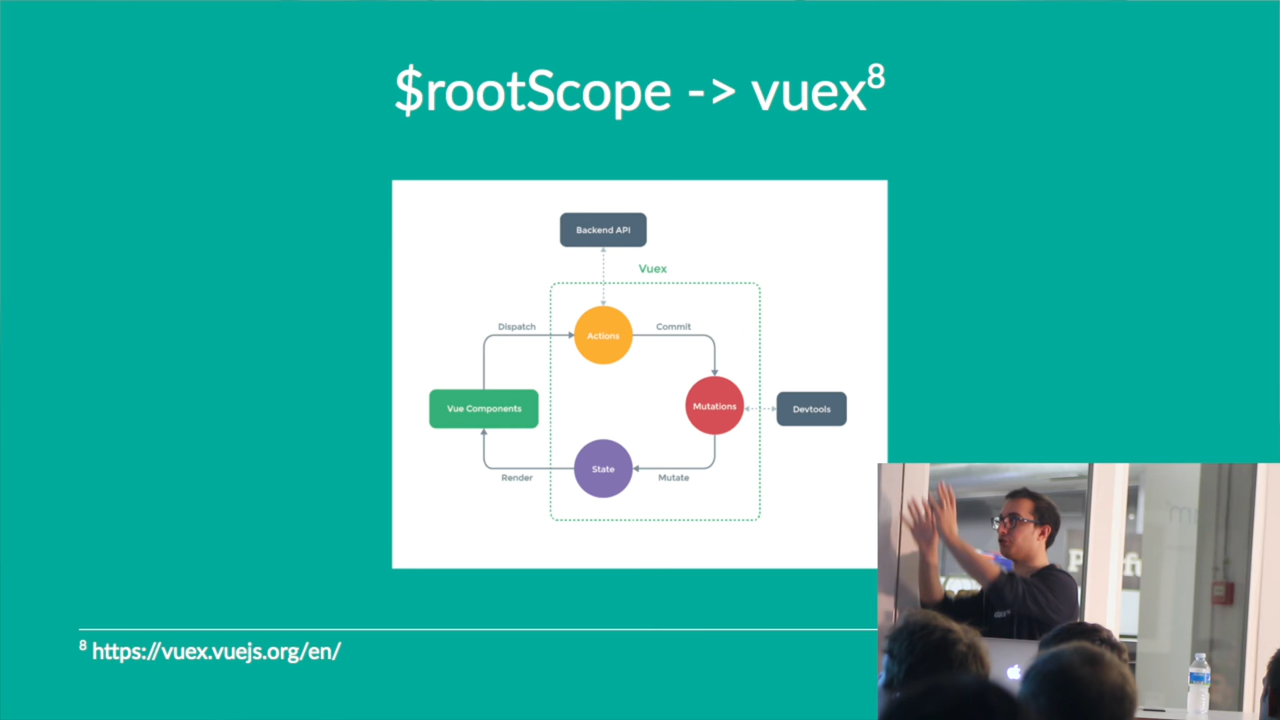 $rootScope -> vuex⁸
Backend API
Vuex
Dispatch
Actions
Commit
Vue Components
Mutations
Devtools
State
Render
Mutate
⁸ https://vuex.vuejs.org/en/